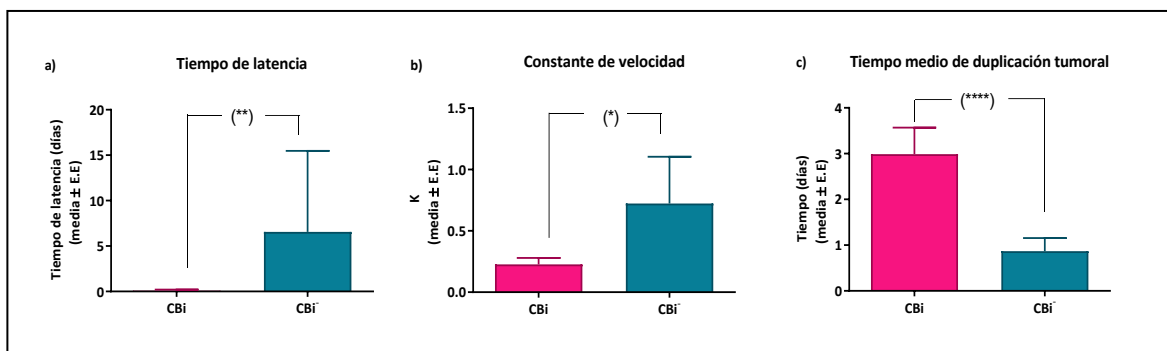 a) Tiempo de latencia
Tiempo de latencia (días)
(media ± E.E)
20
15
10
5
0
(**)
CBi
CBi-
b) Constante de velocidad
K
(media ± E.E)
1.5
1.0
0.5
0.0
(*)
CBi
CBi-
c) Tiempo medio de duplicación tumoral
Tiempo (días)
(media ± E.E)
4
3
2
1
0
(****)
CBi
CBi-